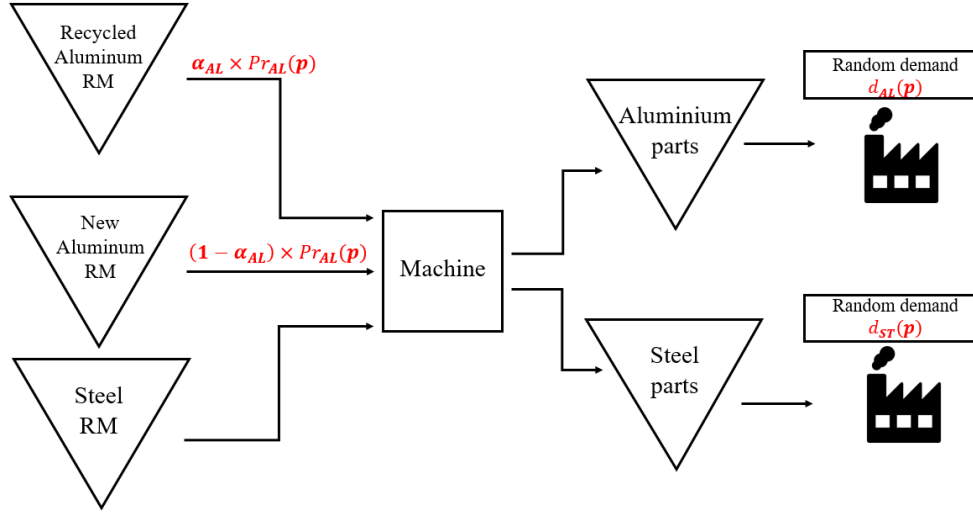 Recycled
Aluminum
RM
α_AL × Pr_AL(p)
New
Aluminum
RM
(1 − α_AL) × Pr_AL(p)
Steel
RM
Machine
Aluminium
parts
Random demand
d_AL(p)
Steel
parts
Random demand
d_ST(p)